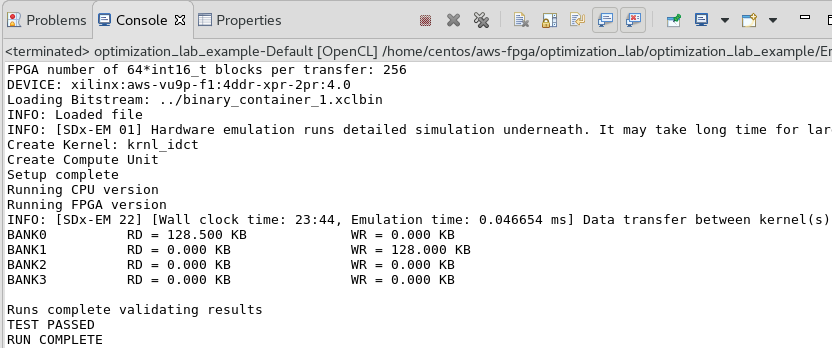 Problems Console Properties
<terminated> optimization_lab_example-Default [OpenCL] /home/centos/aws-fpga/optimization_lab/optimization_lab_example/Em
FPGA number of 64*int16_t blocks per transfer: 256
DEVICE: xilinx:aws-vu9p-f1:4ddr-xpr-2pr:4.0
Loading Bitstream: ../binary_container_1.xclbin
INFO: Loaded file
INFO: [SDx-EM 01] Hardware emulation runs detailed simulation underneath. It may take long time for lar
Create Kernel: krnl_idct
Create Compute Unit
Setup complete
Running CPU version
Running FPGA version
INFO: [SDx-EM 22] [Wall clock time: 23:44, Emulation time: 0.046654 ms] Data transfer between kernel(s)
BANK0 RD = 128.500 KB WR = 0.000 KB
BANK1 RD = 0.000 KB WR = 128.000 KB
BANK2 RD = 0.000 KB WR = 0.000 KB
BANK3 RD = 0.000 KB WR = 0.000 KB
Runs complete validating results
TEST PASSED
RUN COMPLETE